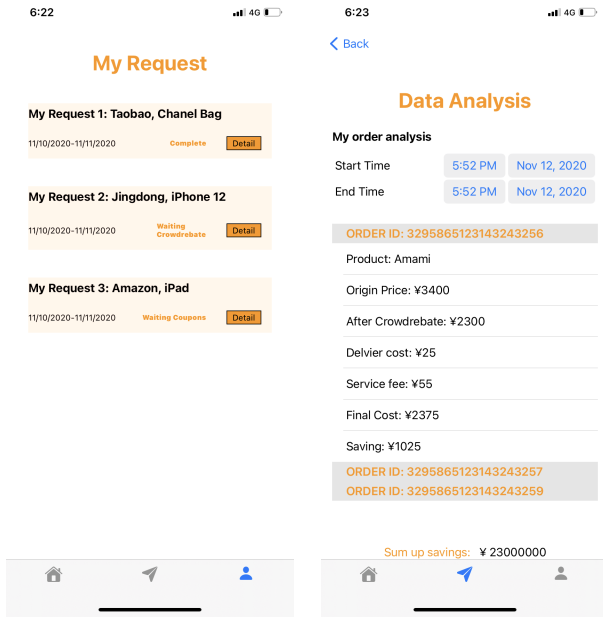 6:22
4G
My Request
My Request 1: Taobao, Chanel Bag
11/10/2020-11/11/2020
Complete
Detail
My Request 2: Jingdong, iPhone 12
11/10/2020-11/11/2020
Waiting
Crowdrebate
Detail
My Request 3: Amazon, iPad
11/10/2020-11/11/2020
Waiting Coupons
Detail
6:23
4G
Back
Data Analysis
My order analysis
Start Time
5:52 PM
Nov 12, 2020
End Time
5:52 PM
Nov 12, 2020
ORDER ID: 3295865123143243256
Product: Amami
Origin Price: ¥3400
After Crowdrebate: ¥2300
Delvier cost: ¥25
Service fee: ¥55
Final Cost: ¥2375
Saving: ¥1025
ORDER ID: 3295865123143243257
ORDER ID: 3295865123143243259
Sum up savings: ¥ 23000000